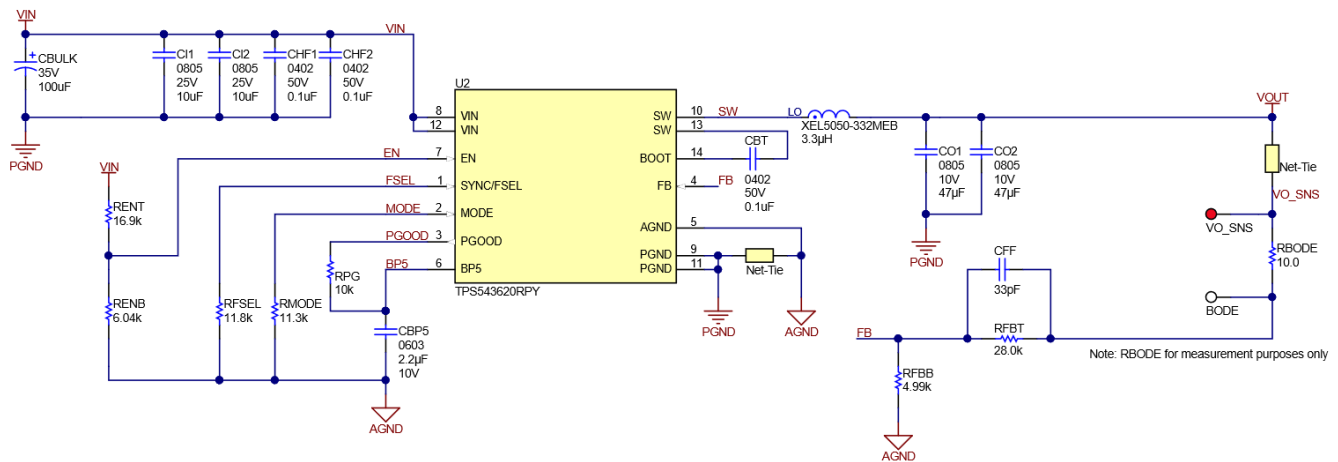 VIN
CBULK
35V
100uF
PGND
CI1
0805
25V
10uF
CI2
0805
25V
10uF
CHF1
0402
50V
0.1uF
CHF2
0402
50V
0.1uF
VIN
U2
8 VIN
12 VIN
EN 7 EN
FSEL 1 SYNC/FSEL
MODE 2 MODE
PGOOD 3 PGOOD
BP5 6 BP5
SW 10 SW
SW 13
BOOT 14
FB 4 FB
AGND 5
PGND 9
PGND 11
TPS543620RPY
VIN
RENT
16.9k
RENB
6.04k
RFSEL
11.8k
RMODE
11.3k
RPG
10k
CBP5
0603
2.2µF
10V
AGND
CBT
0402
50V
0.1uF
Net-Tie
PGND
AGND
LO
XEL5050-332MEB
3.3µH
CO1
0805
10V
47µF
CO2
0805
10V
47µF
PGND
VOUT
Net-Tie
VO_SNS
VO_SNS
RBODE
10.0
BODE
CFF
33pF
FB
RFBT
28.0k
Note: RBODE for measurement purposes only
RFBB
4.99k
AGND